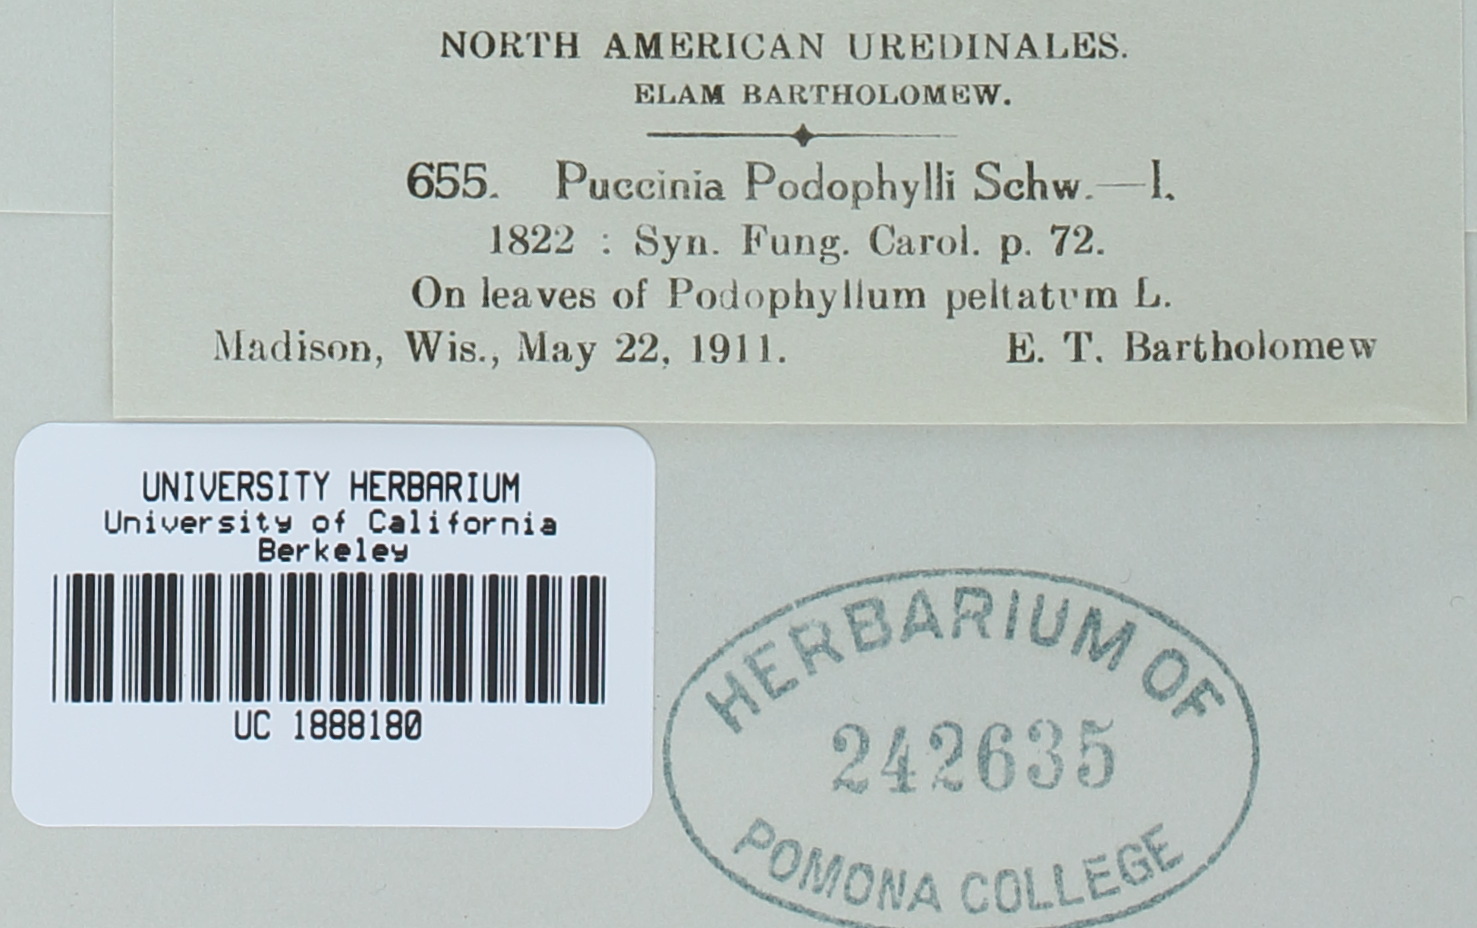 NORTH AMERICAN UREDINALES.
ELAM BARTHOLOMEW.
655. Puccinia Podophylli Schw.—I.
1822 : Syn. Fung. Carol. p. 72.
On leaves of Podophyllum peltatum L.
Madison, Wis., May 22, 1911. E. T. Bartholomew
UNIVERSITY HERBARIUM
University of California
Berkeley
UC 1888180
HERBARIUM OF
242635
POMONA COLLEGE